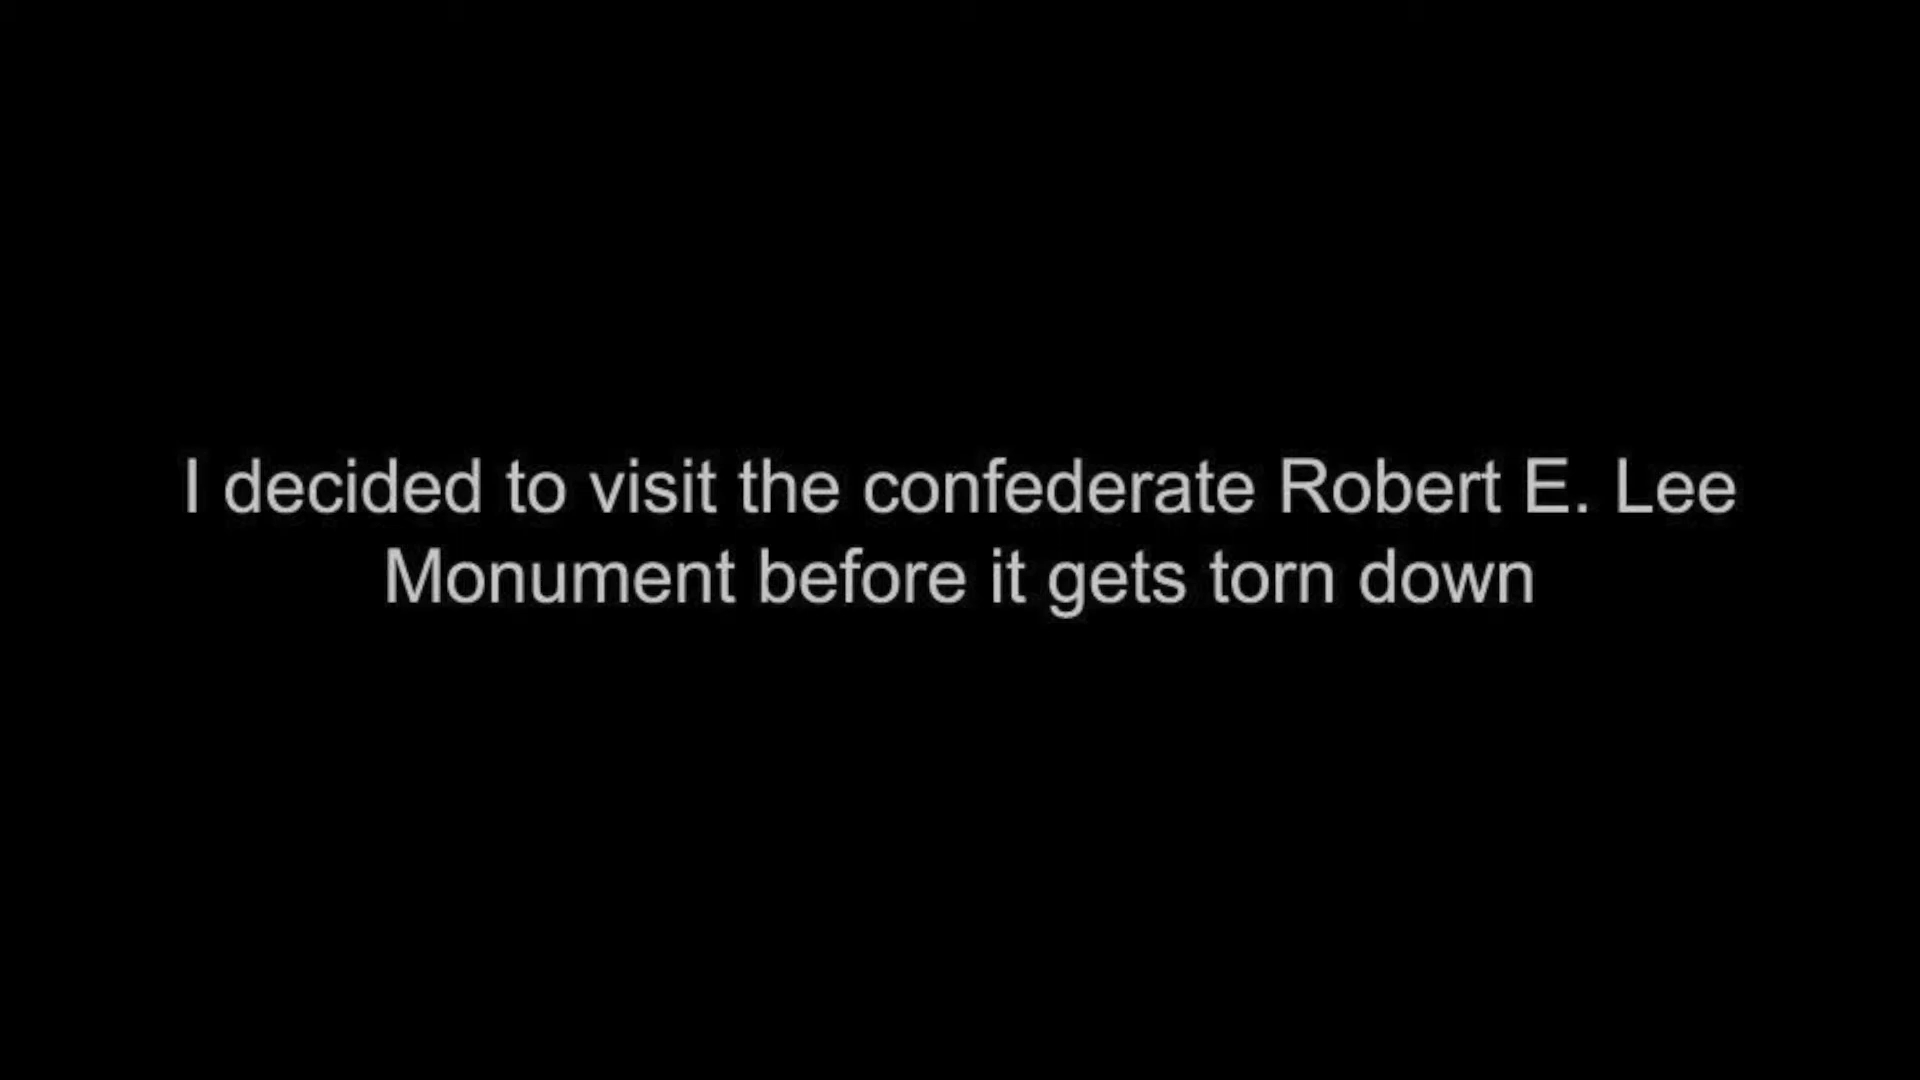 I decided to visit the confederate Robert E. Lee
Monument before it gets torn down